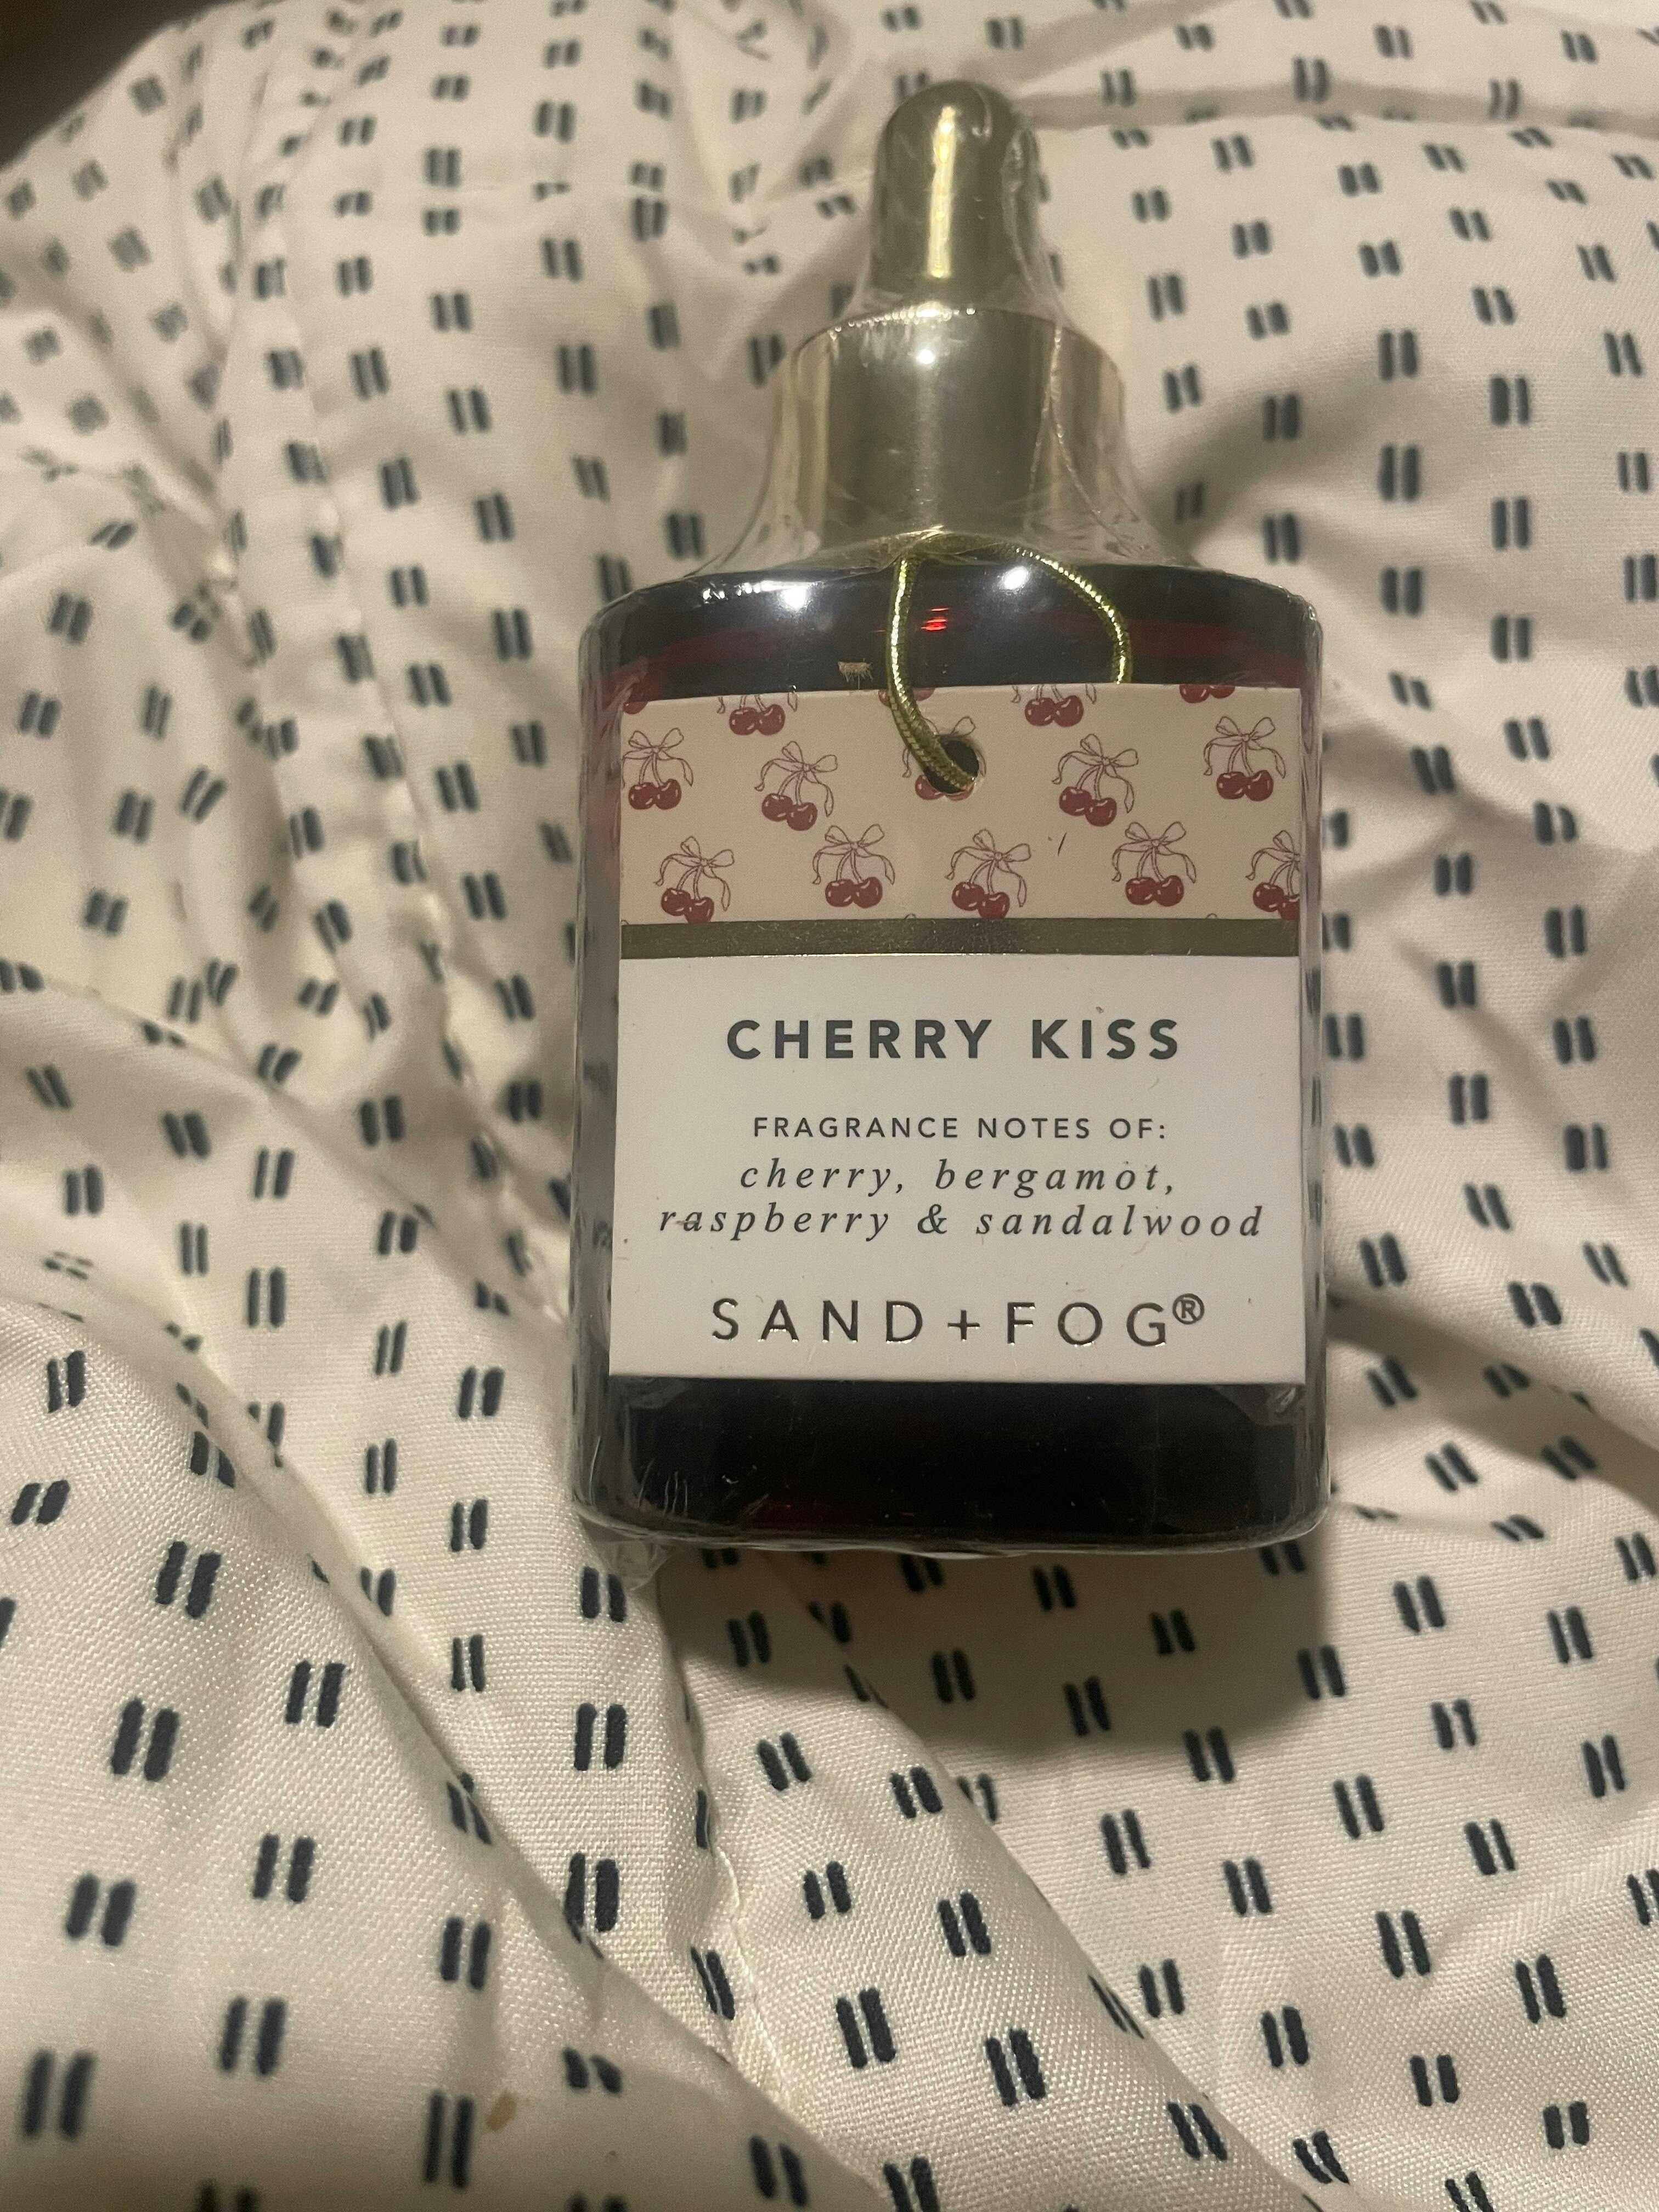 CHERRY KISS
FRAGRANCE NOTES OF:
cherry, bergamot,
raspberry & sandalwood
SAND+FOG®